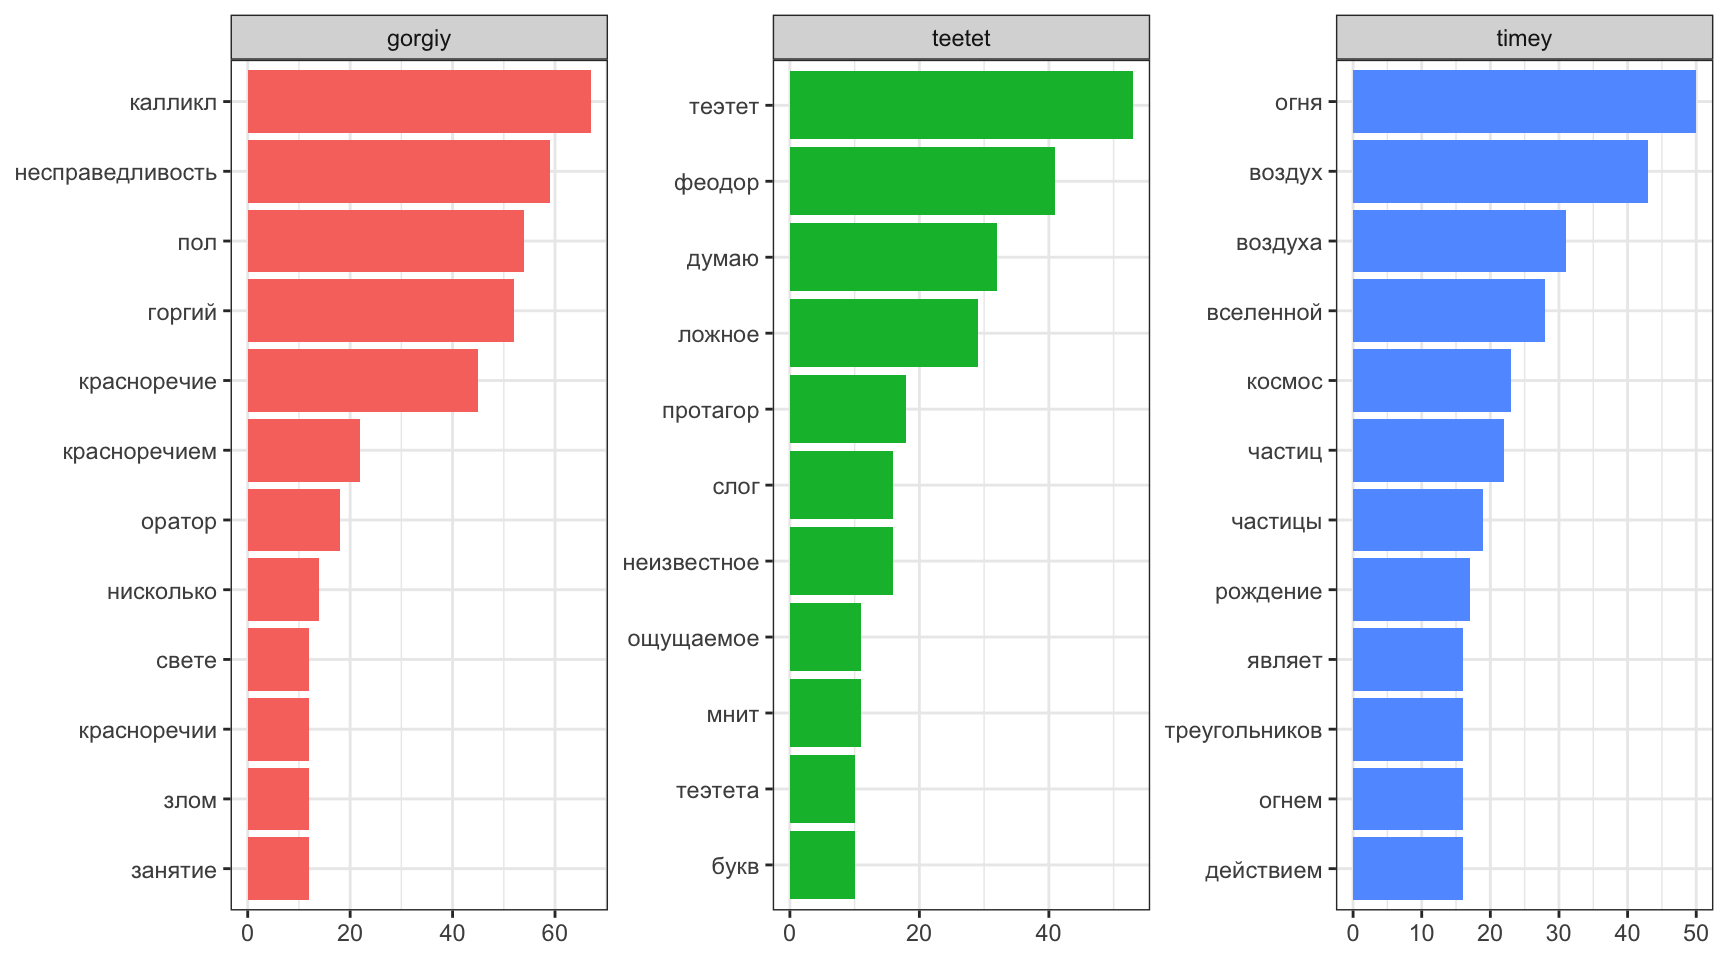 gorgiy
калликл
несправедливость
пол
горгий
красноречие
красноречием
оратор
нисколько
свете
красноречии
злом
занятие
0 20 40 60
teetet
теэтет
феодор
думаю
ложное
протагор
слог
неизвестное
ощущаемое
мнит
теэтета
букв
0 20 40
timey
огня
воздух
воздуха
вселенной
космос
частиц
частицы
рождение
являет
треугольников
огнем
действием
0 10 20 30 40 50